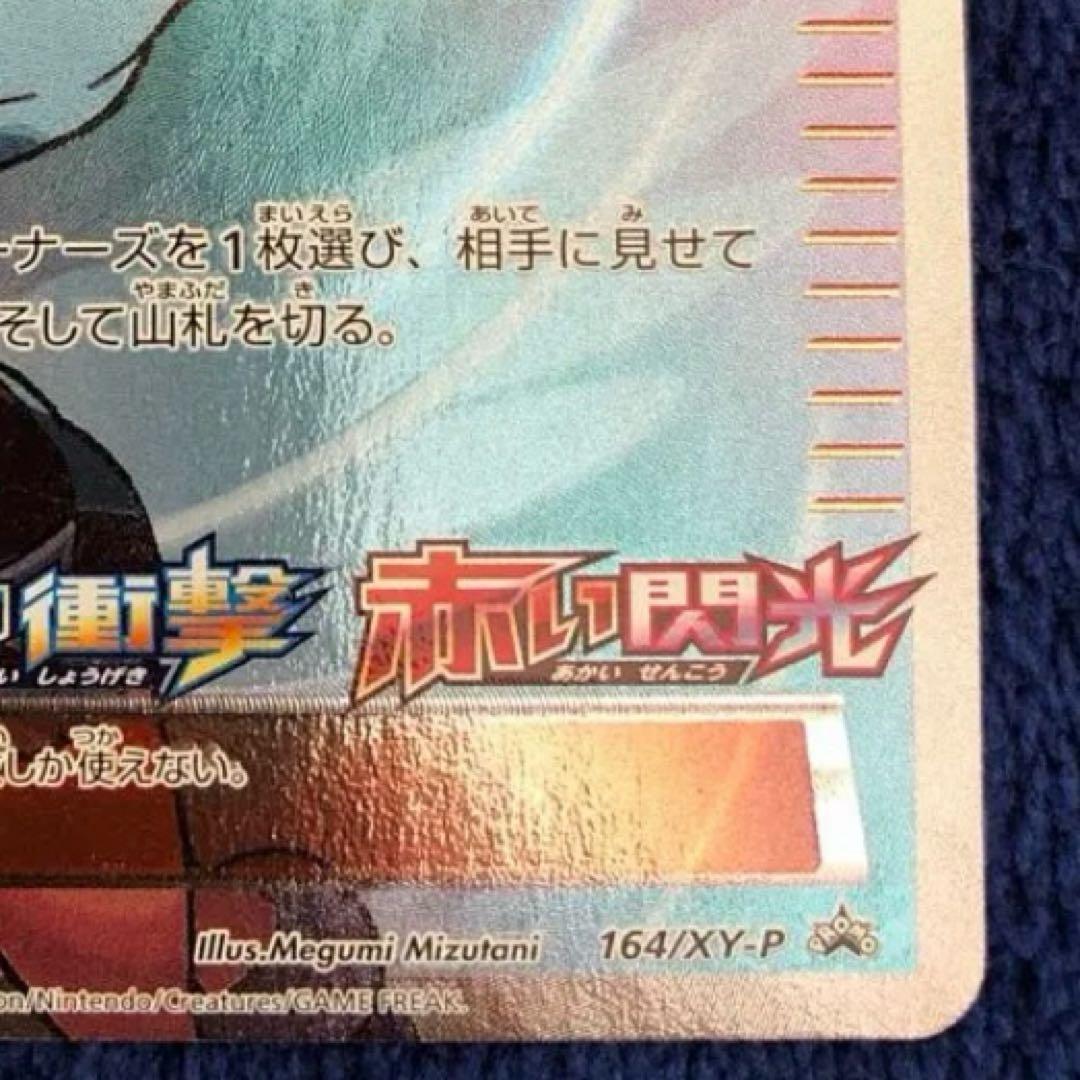 まいえら あいて み
ーナーズを1枚選び、相手に見せて
やまふだ き
そして山札を切る。
衝撃 赤い閃光
い しょうげき あかい せんこう
つか
しか使えない。
Illus.Megumi Mizutani 164/XY-P
on/Nintendo/Creatures/GAME FREAK.